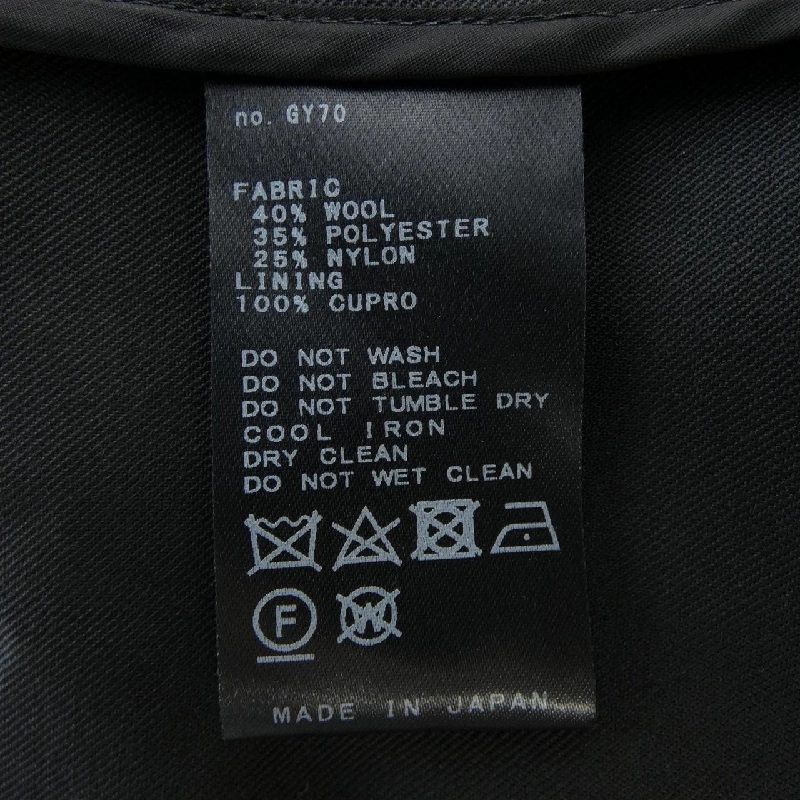 no. GY70
FABRIC
40% WOOL
35% POLYESTER
25% NYLON
LINING
100% CUPRO
DO NOT WASH
DO NOT BLEACH
DO NOT TUMBLE DRY
COOL IRON
DRY CLEAN
DO NOT WET CLEAN
F W
MADE IN JAPAN